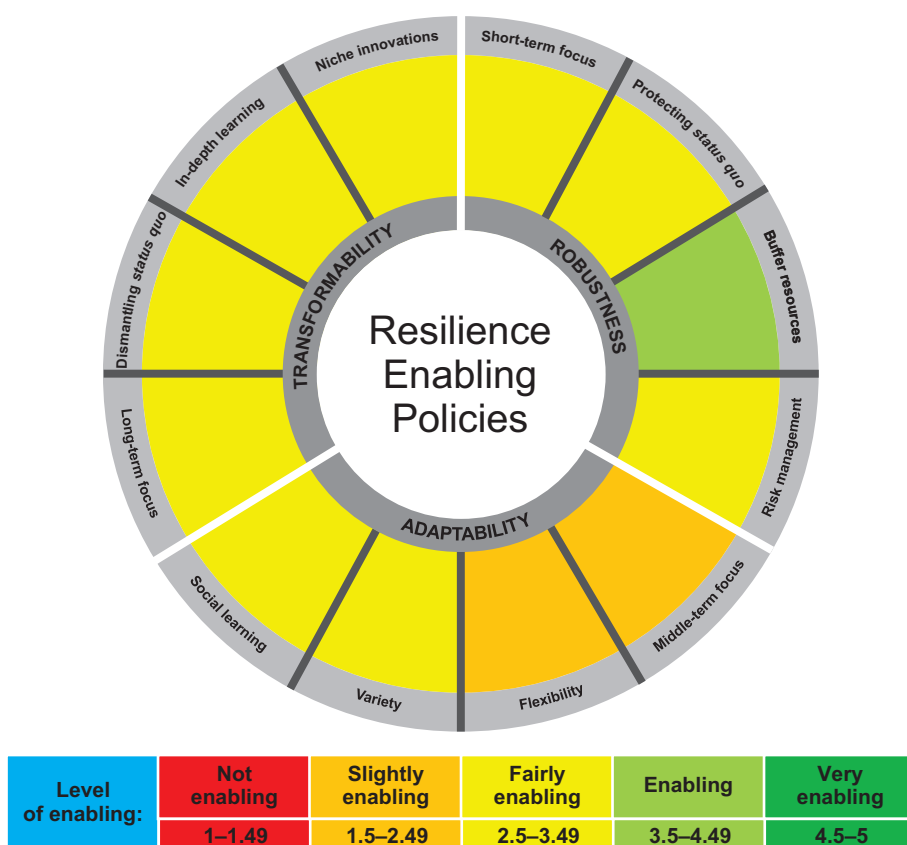 Niche innovations
Short-term focus
Protecting status quo
Buffer resources
Risk management
Middle-term focus
Flexibility
Variety
Social learning
Long-term focus
Dismantling status quo
In-depth learning
TRANSFORMABILITY
ROBUSTNESS
ADAPTABILITY
Resilience
Enabling
Policies
Level
of enabling:
Not
enabling
Slightly
enabling
Fairly
enabling
Enabling
Very
enabling
1–1.49
1.5–2.49
2.5–3.49
3.5–4.49
4.5–5